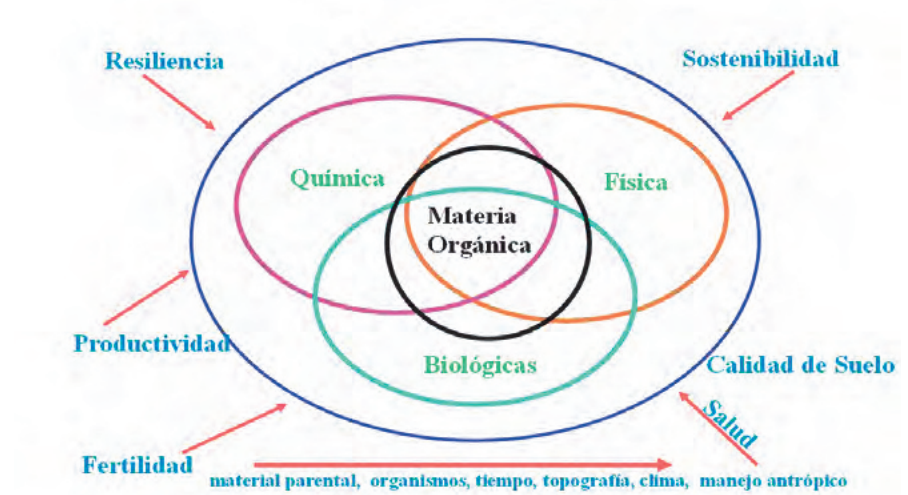 Resiliencia
Sostenibilidad
Química
Física
Materia
Orgánica
Productividad
Biológicas
Calidad de Suelo
Salud
Fertilidad
material parental, organismos, tiempo, topografía, clima, manejo antrópico